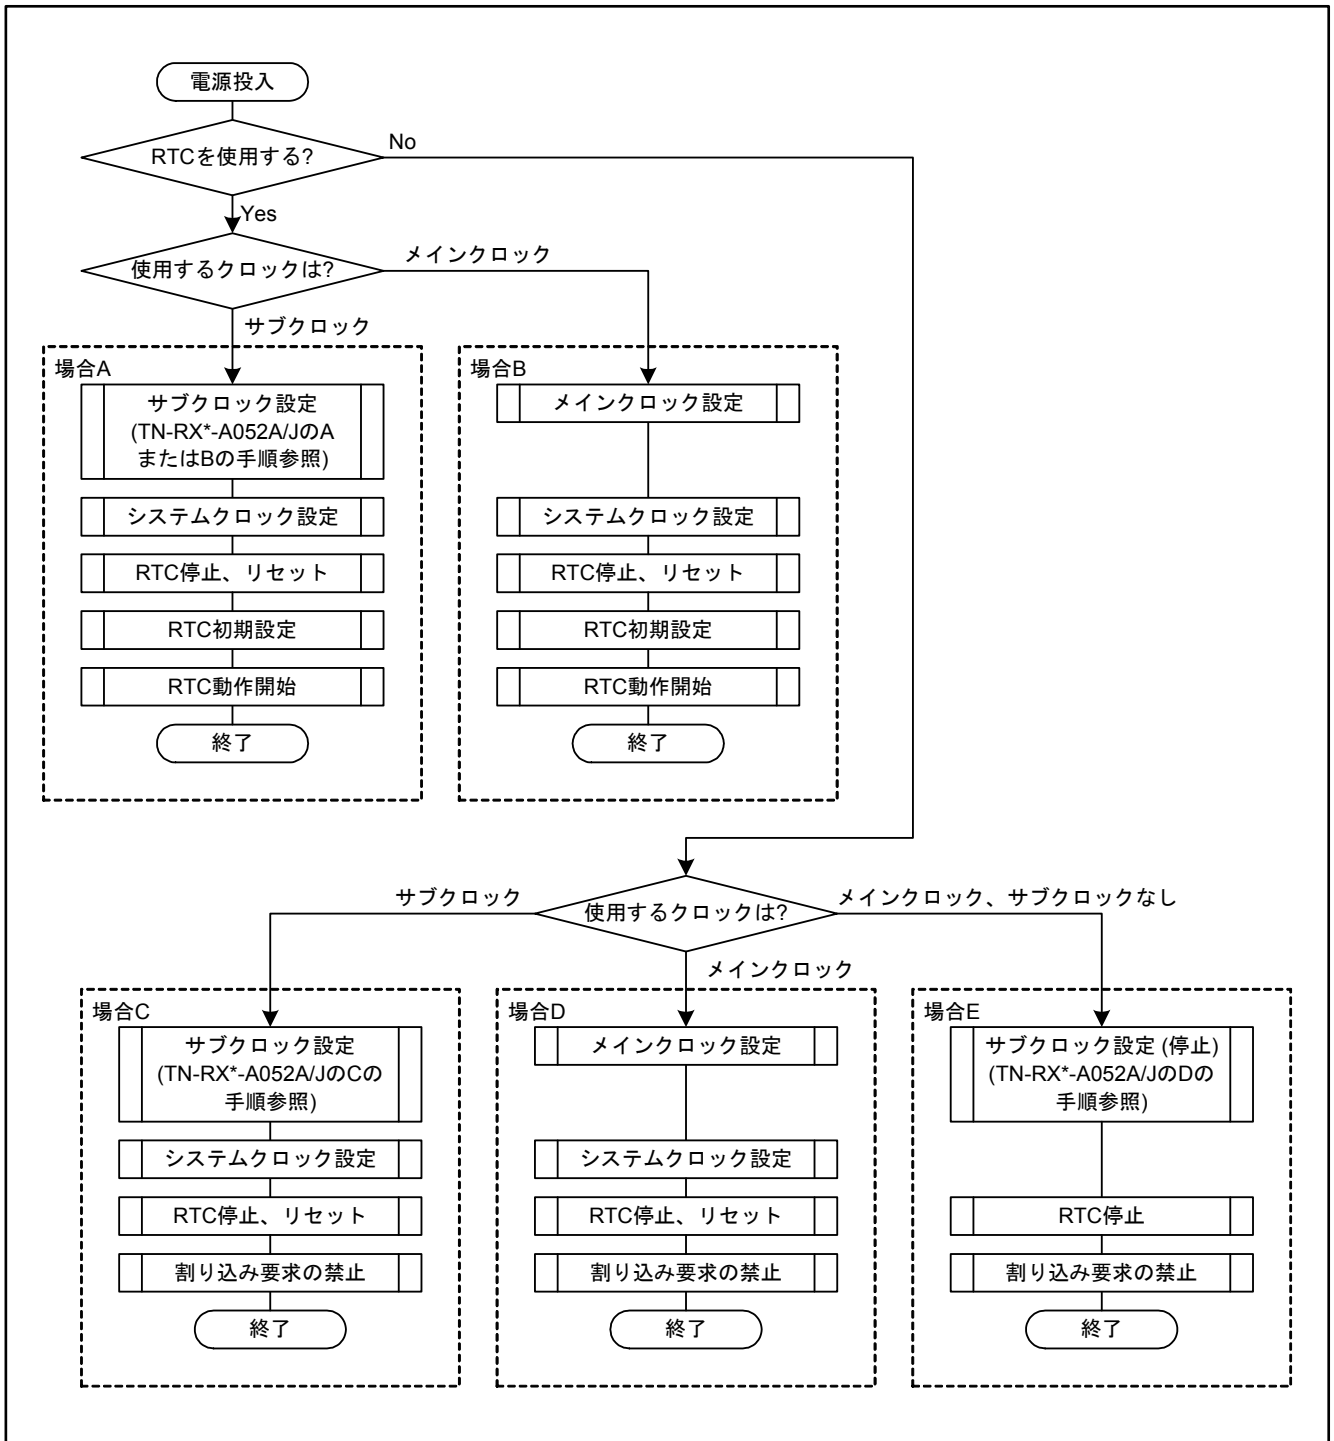 電源投入
RTCを使用する?
No
Yes
使用するクロックは?
メインクロック
サブクロック
場合A
サブクロック設定
(TN-RX*-A052A/JのA
またはBの手順参照)
システムクロック設定
RTC停止、リセット
RTC初期設定
RTC動作開始
終了
場合B
メインクロック設定
システムクロック設定
RTC停止、リセット
RTC初期設定
RTC動作開始
終了
使用するクロックは?
サブクロック
メインクロック、サブクロックなし
メインクロック
場合C
サブクロック設定
(TN-RX*-A052A/JのCの
手順参照)
システムクロック設定
RTC停止、リセット
割り込み要求の禁止
終了
場合D
メインクロック設定
システムクロック設定
RTC停止、リセット
割り込み要求の禁止
終了
場合E
サブクロック設定 (停止)
(TN-RX*-A052A/JのDの
手順参照)
RTC停止
割り込み要求の禁止
終了